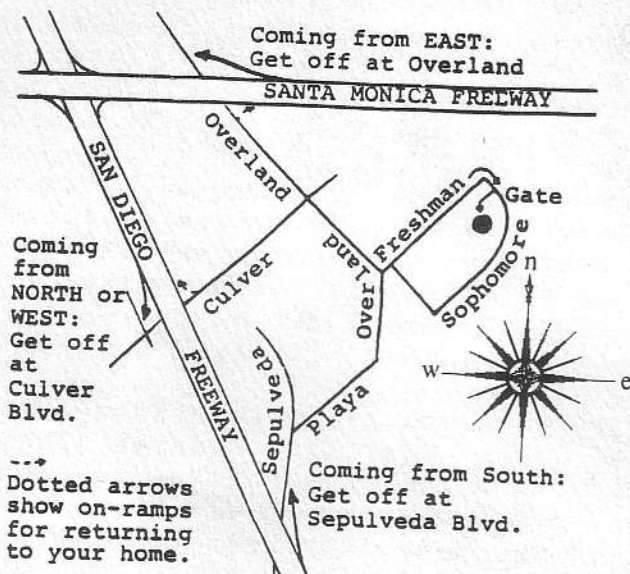 Coming from EAST:
Get off at Overland
SANTA MONICA FREEWAY
Overland
SAN DIEGO
FREEWAY
Freshman
Gate
Sophomore
Culver
Over
land
Coming
from
NORTH or
WEST:
Get off
at
Culver
Blvd.
n
w
e
Sepulveda
Playa
Dotted arrows
show on-ramps
for returning
to your home.
Coming from South:
Get off at
Sepulveda Blvd.